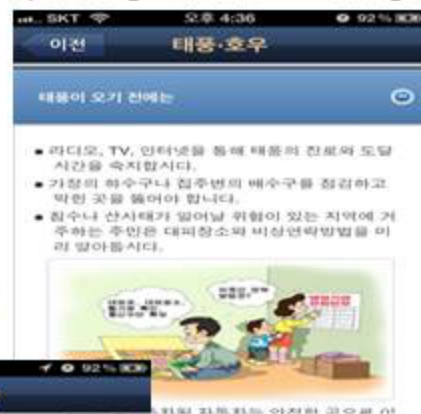 SKT 오후 4:36 92%
이전 태풍·호우
태풍이 오기 전에는
• 라디오, TV, 인터넷을 통해 태풍의 진로와 도달
시간을 숙지합시다.
• 가정의 하수구나 집주변의 배수구를 점검하고
막힌 곳을 뚫어야 합니다.
• 침수나 산사태가 일어날 위험이 있는 지역에 거
주하는 주민은 대피장소와 비상연락방법을 미
리 알아둡시다.
92%
자동차는 안전한 곳으로 이